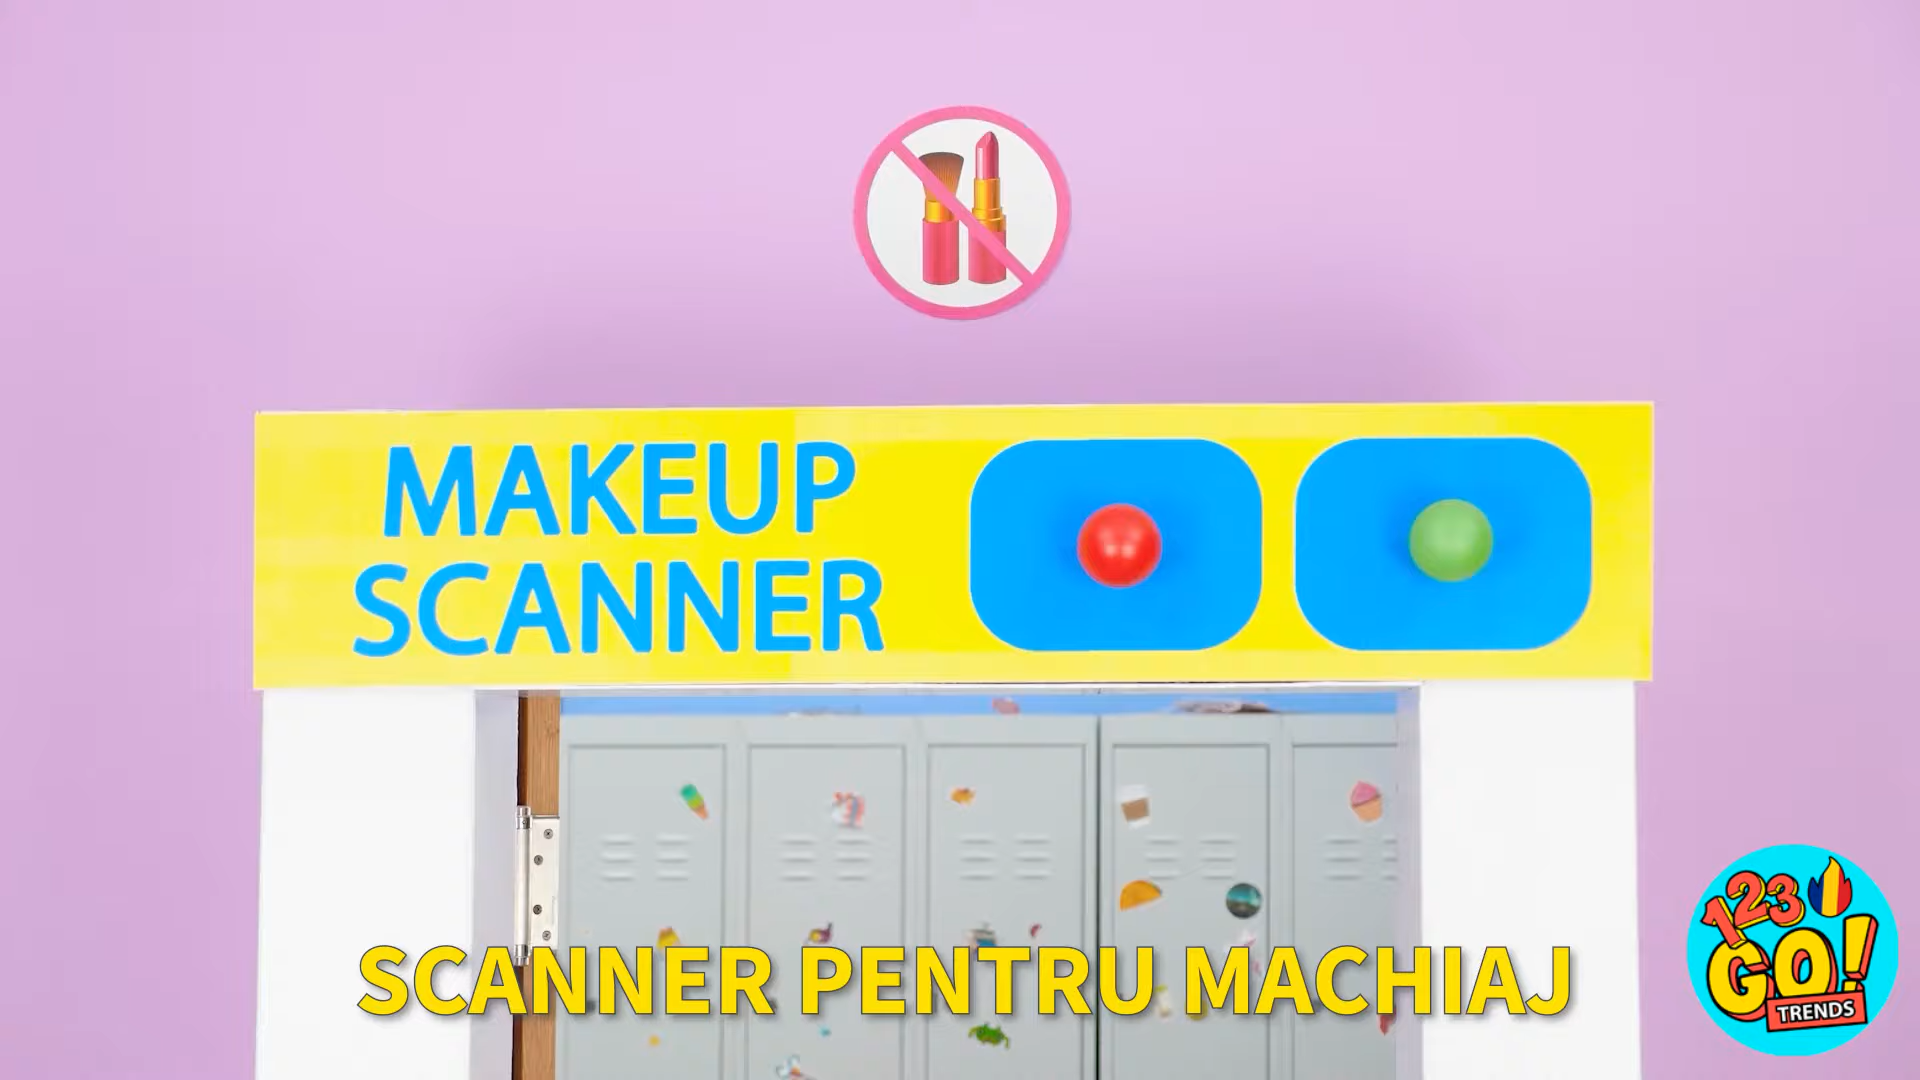 MAKEUP
SCANNER
SCANNER PENTRU MACHIAJ
123
GO!
TRENDS